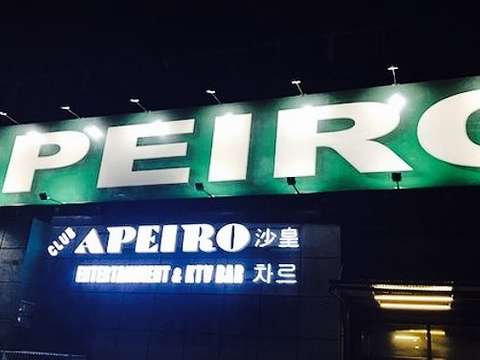 PEIRO
CLUB APEIRO 沙皇
ENTERTAINMENT & KTV BAR 차르